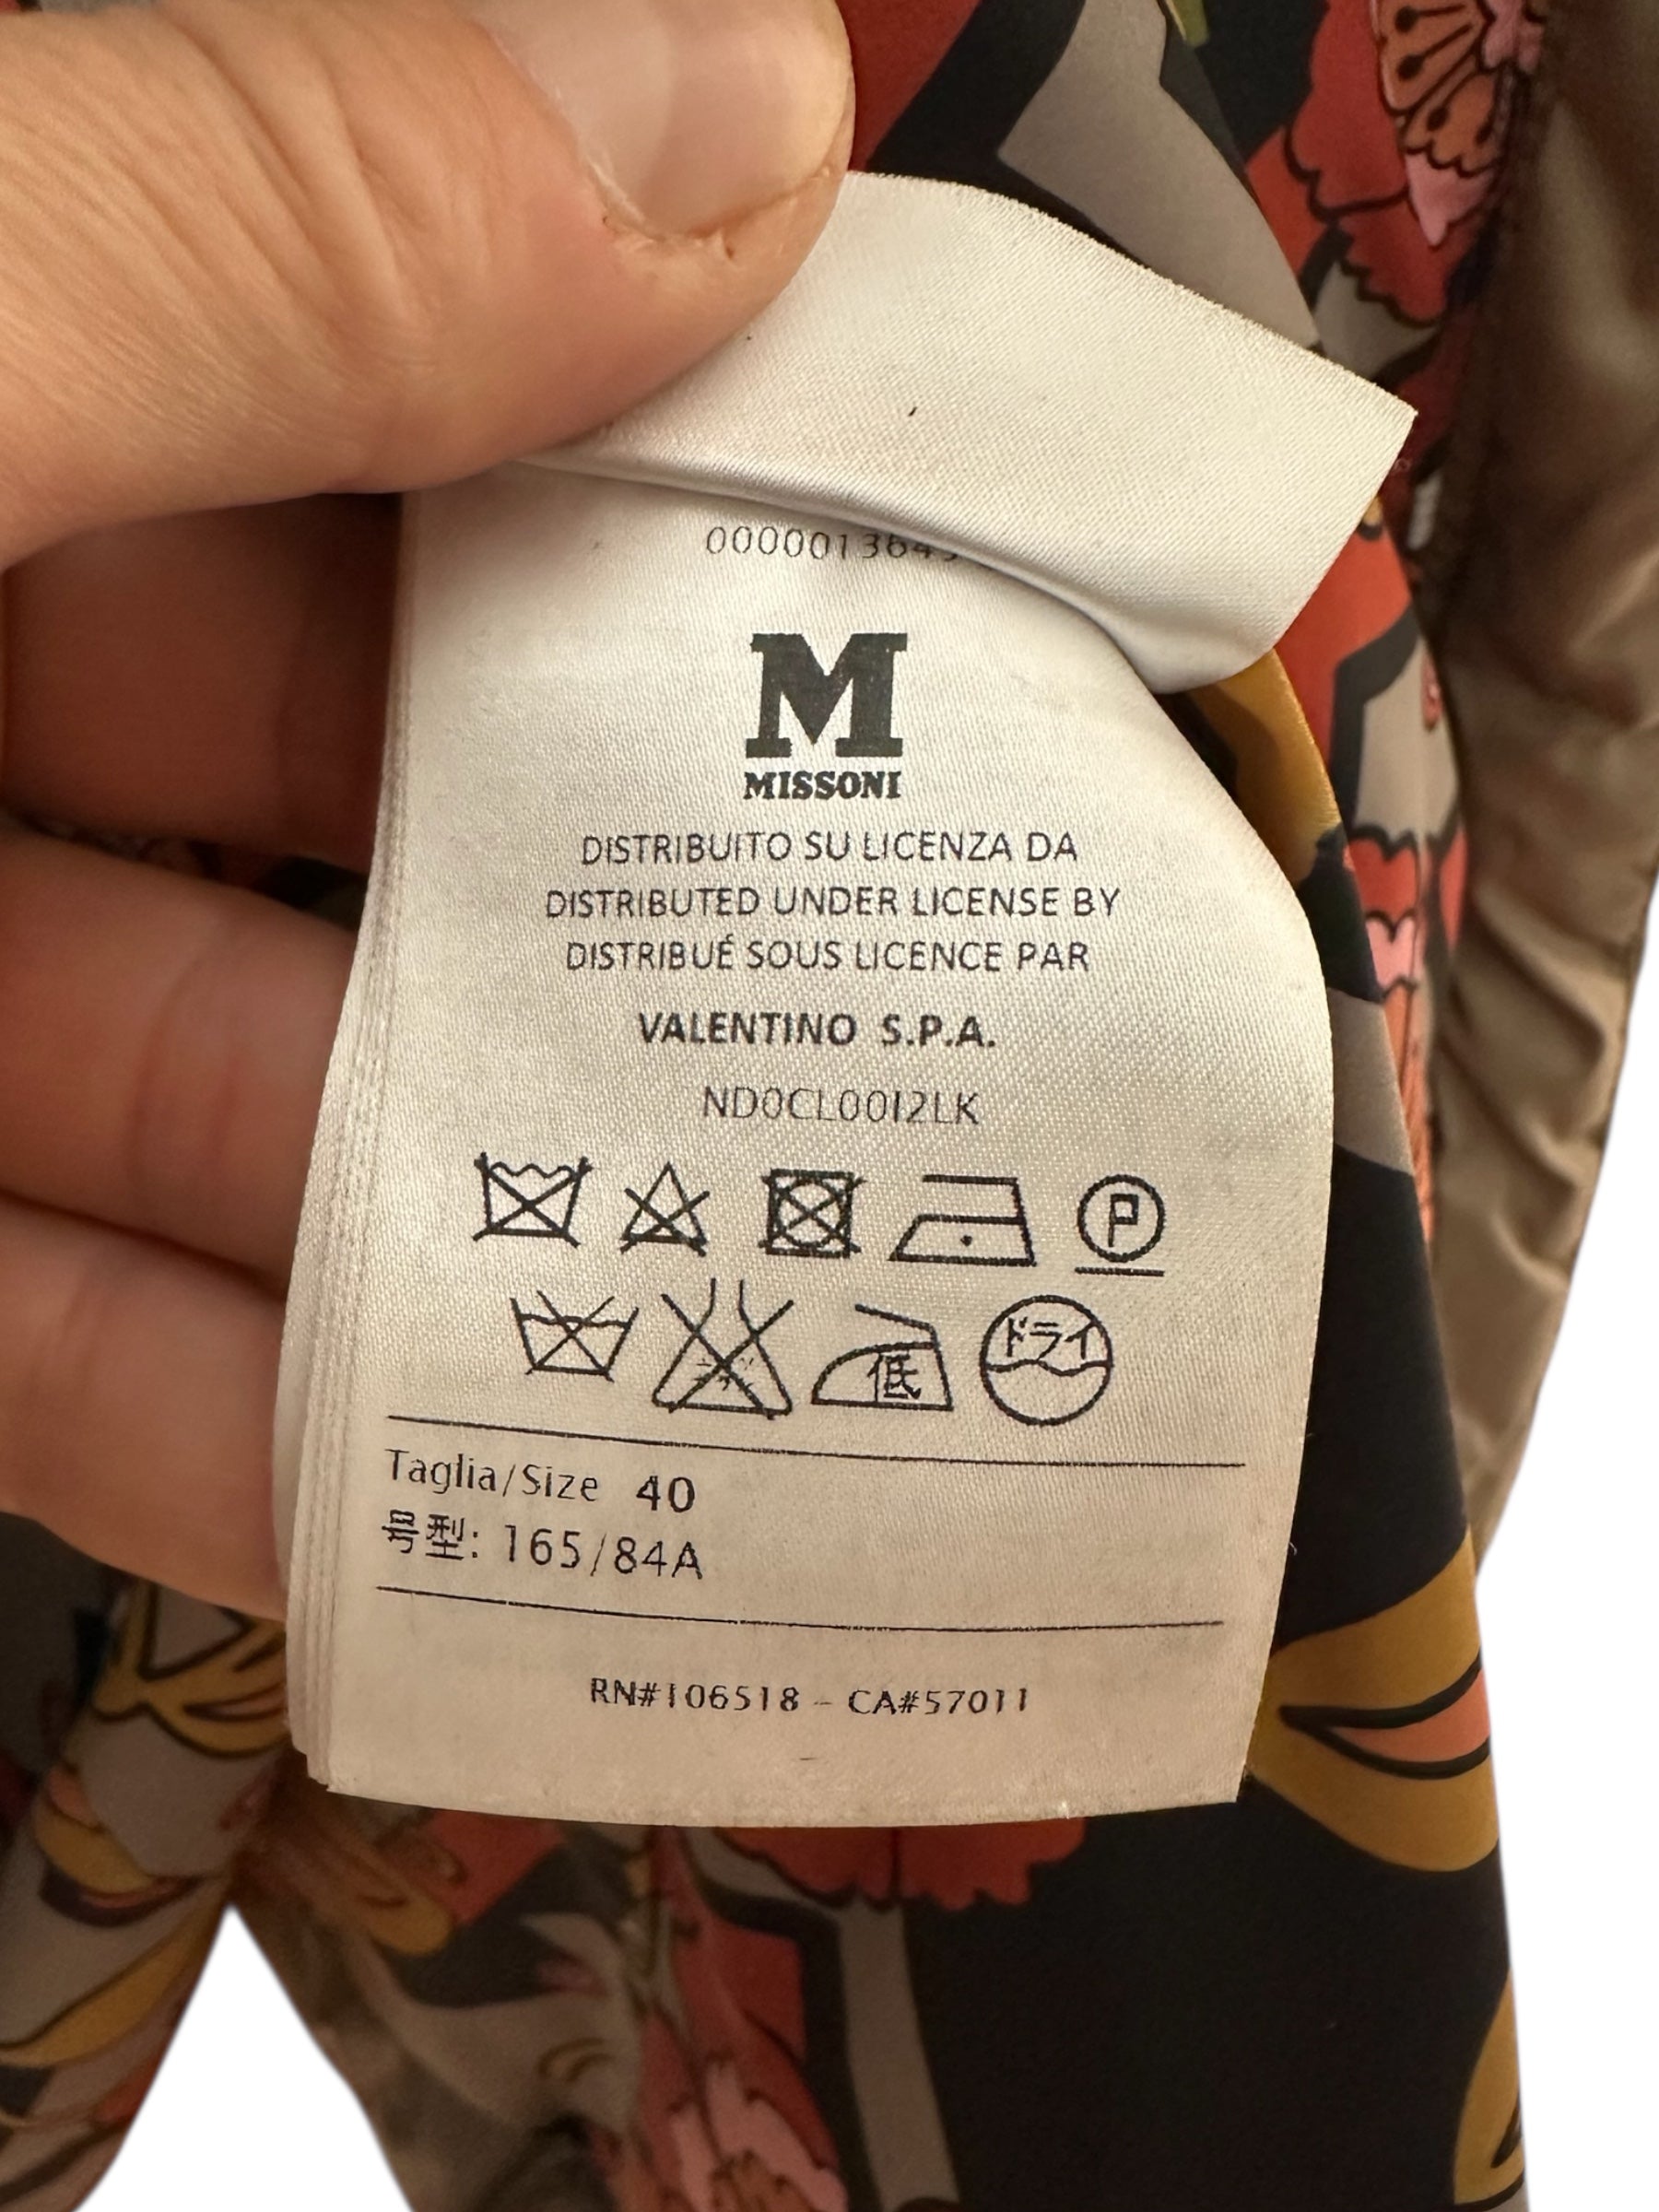 M
MISSONI
DISTRIBUITO SU LICENZA DA
DISTRIBUTED UNDER LICENSE BY
DISTRIBUÉ SOUS LICENCE PAR
VALENTINO S.P.A.
ND0CL00I2LK
P
低 ドライ
Taglia/Size 40
号型: 165/84A
RN#106518 - CA#57011